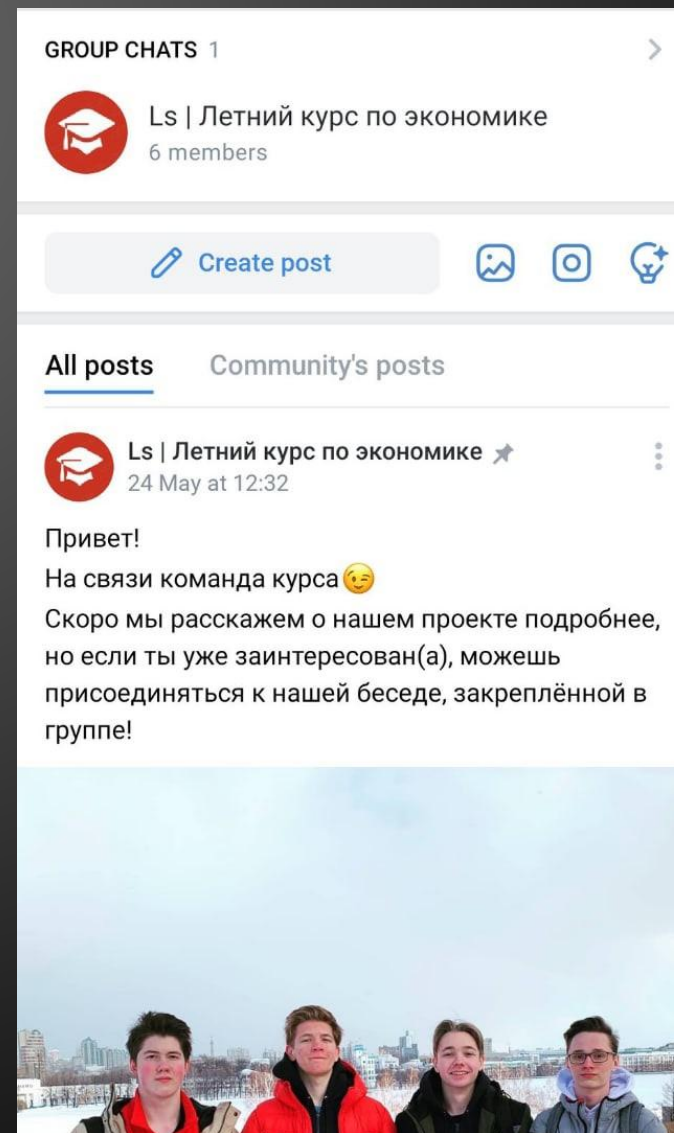 GROUP CHATS 1
Ls | Летний курс по экономике
6 members
Create post
All posts Community's posts
Ls | Летний курс по экономике
24 May at 12:32
Привет!
На связи команда курса😉
Скоро мы расскажем о нашем проекте подробнее,
но если ты уже заинтересован(а), можешь
присоединяться к нашей беседе, закреплённой в
группе!